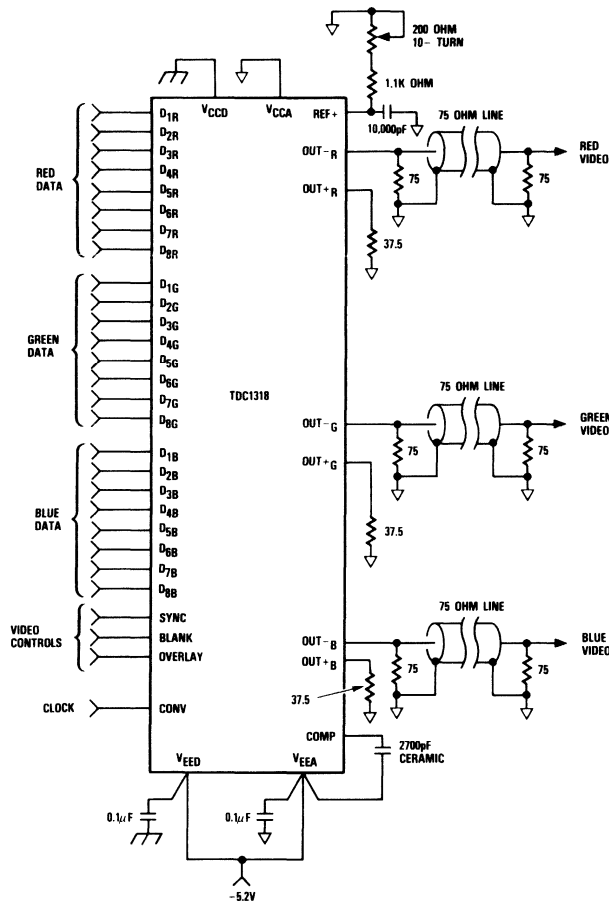 200 OHM
10- TURN
1.1K OHM
VCCD
VCCA
REF+
10,000pF
75 OHM LINE
RED
DATA
D1R
D2R
D3R
D4R
D5R
D6R
D7R
D8R
OUT-R
75
75
RED
VIDEO
OUT+R
37.5
GREEN
DATA
D1G
D2G
D3G
D4G
D5G
D6G
D7G
D8G
TDC1318
75 OHM LINE
OUT-G
75
75
GREEN
VIDEO
OUT+G
37.5
BLUE
DATA
D1B
D2B
D3B
D4B
D5B
D6B
D7B
D8B
VIDEO
CONTROLS
SYNC
BLANK
OVERLAY
75 OHM LINE
OUT-B
75
75
BLUE
VIDEO
OUT+B
37.5
CLOCK
CONV
COMP
2700pF
CERAMIC
VEED
VEEA
0.1μF
0.1μF
-5.2V